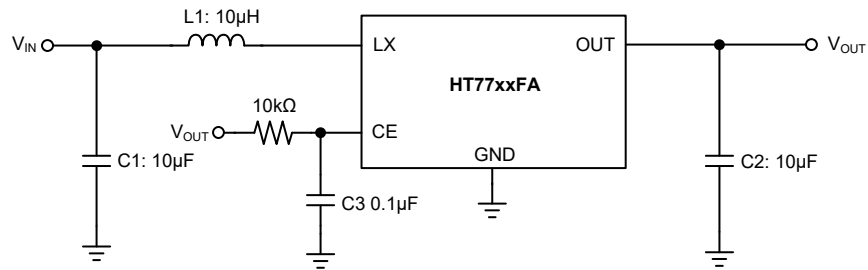 L1: 10µH
V_IN
LX
OUT
V_OUT
HT77xxFA
10kΩ
V_OUT
CE
GND
C1: 10µF
C3 0.1µF
C2: 10µF